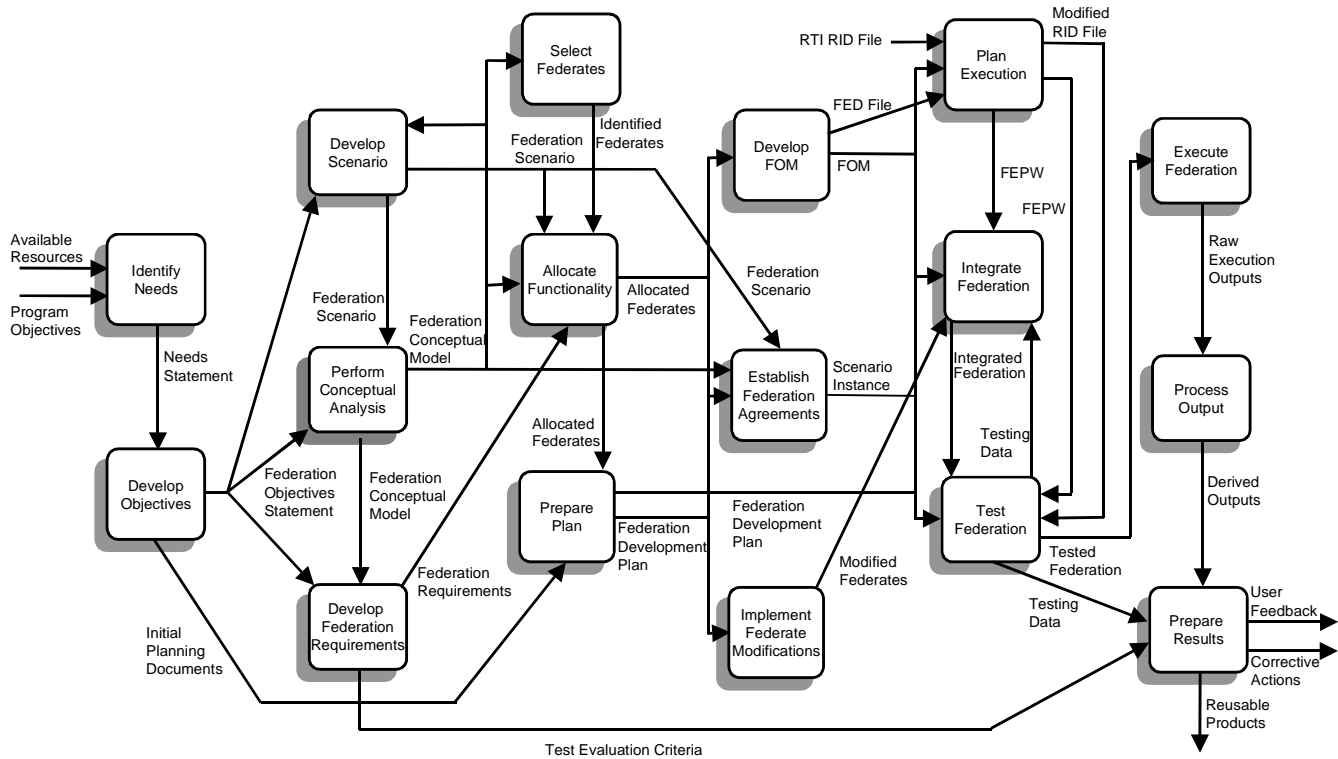 Available
Resources
Program
Objectives
Identify
Needs
Needs
Statement
Develop
Objectives
Initial
Planning
Documents
Federation
Objectives
Statement
Develop
Scenario
Federation
Scenario
Perform
Conceptual
Analysis
Federation
Conceptual
Model
Develop
Federation
Requirements
Federation
Requirements
Federation
Conceptual
Model
Select
Federates
Identified
Federates
Federation
Scenario
Allocate
Functionality
Allocated
Federates
Allocated
Federates
Prepare
Plan
Federation
Development
Plan
Federation
Development
Plan
Develop
FOM
FED File
FOM
Federation
Scenario
Establish
Federation
Agreements
Scenario
Instance
Implement
Federate
Modifications
Modified
Federates
RTI RID File
Plan
Execution
Modified
RID File
FEPW
FEPW
Integrate
Federation
Integrated
Federation
Testing
Data
Test
Federation
Tested
Federation
Testing
Data
Execute
Federation
Raw
Execution
Outputs
Process
Output
Derived
Outputs
Prepare
Results
User
Feedback
Corrective
Actions
Reusable
Products
Test Evaluation Criteria